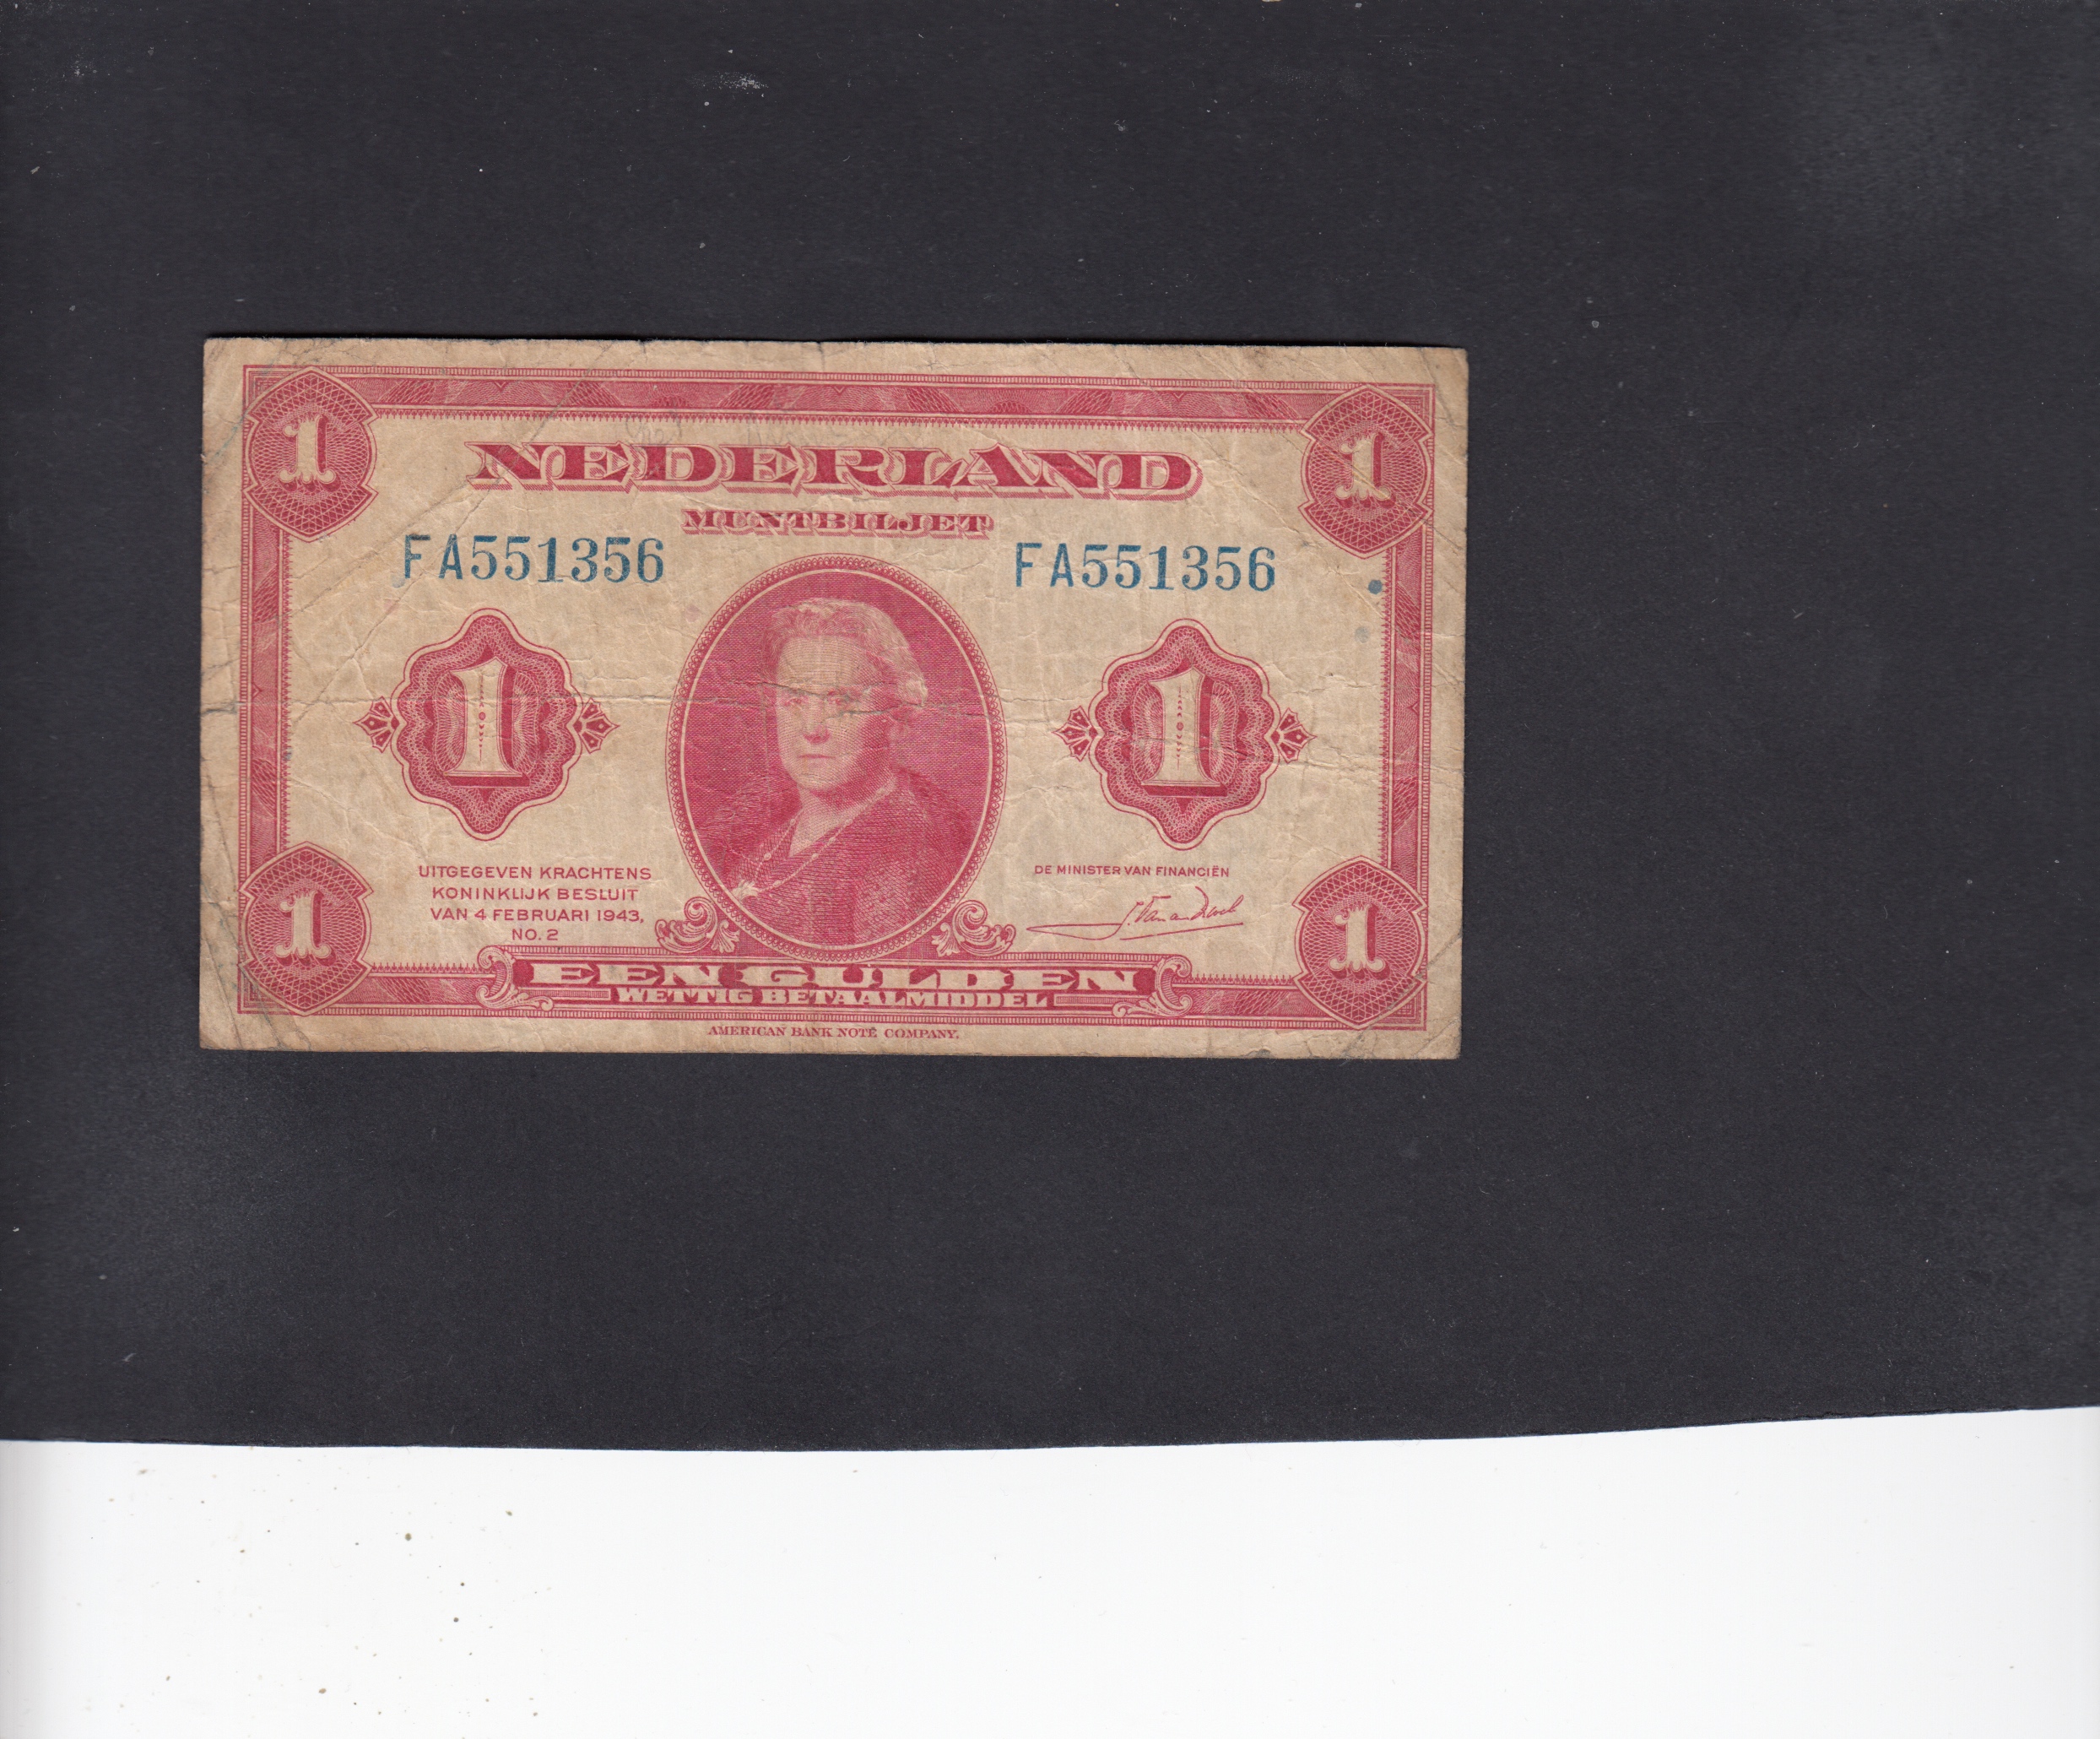 1 1
NEDERLAND
MUNTBILJET
FA551356 FA551356
1 1
UITGEGEVEN KRACHTENS
KONINKLIJK BESLUIT
VAN 4 FEBRUARI 1943,
NO. 2
DE MINISTER VAN FINANCIËN
1 1
EEN GULDEN
WETTIG BETAALMIDDEL
AMERICAN BANK NOTE COMPANY.